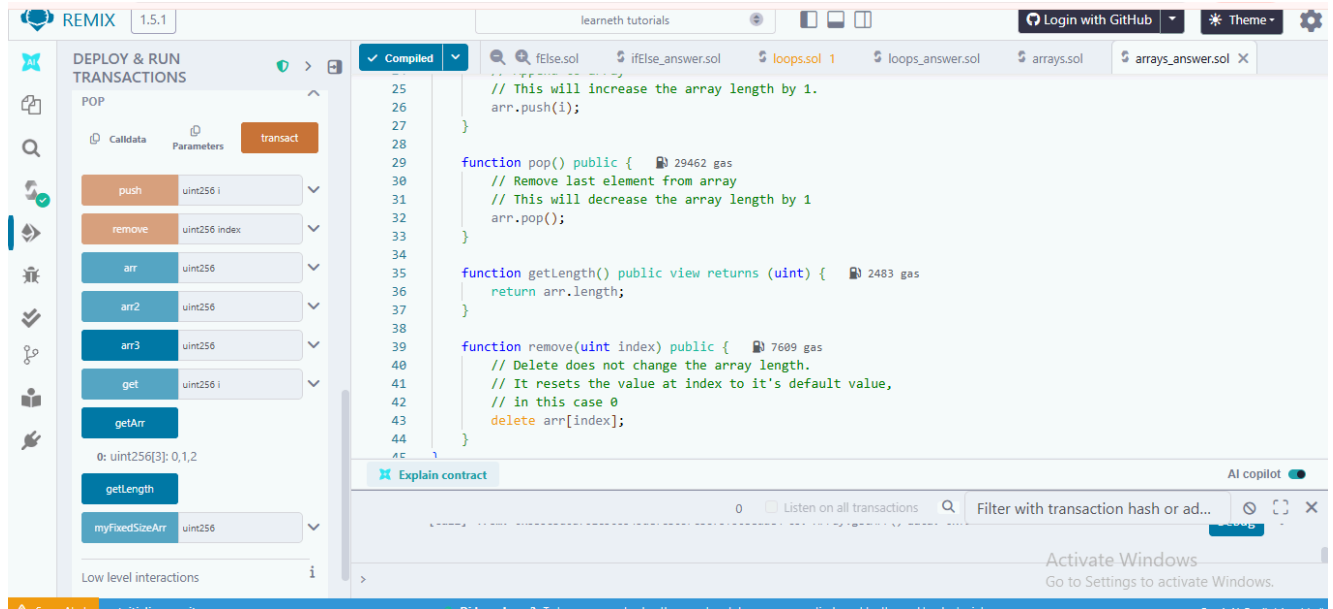 REMIX 1.5.1 learneth tutorials Login with GitHub Theme
DEPLOY & RUN
TRANSACTIONS
POP
Calldata
Parameters
transact
push uint256 i
remove uint256 index
arr uint256
arr2 uint256
arr3 uint256
get uint256 i
getArr
0: uint256[3]: 0,1,2
getLength
myFixedSizeArr uint256
Low level interactions
i
Compiled fElse.sol ifElse_answer.sol loops.sol 1 loops_answer.sol arrays.sol arrays_answer.sol
25 // This will increase the array length by 1.
26 arr.push(i);
27 }
28
29 function pop() public { 29462 gas
30 // Remove last element from array
31 // This will decrease the array length by 1
32 arr.pop();
33 }
34
35 function getLength() public view returns (uint) { 2483 gas
36 return arr.length;
37 }
38
39 function remove(uint index) public { 7609 gas
40 // Delete does not change the array length.
41 // It resets the value at index to it's default value,
42 // in this case 0
43 delete arr[index];
44 }
45 }
Explain contract AI copilot
0 Listen on all transactions Filter with transaction hash or ad...
Debug
>
Activate Windows
Go to Settings to activate Windows.